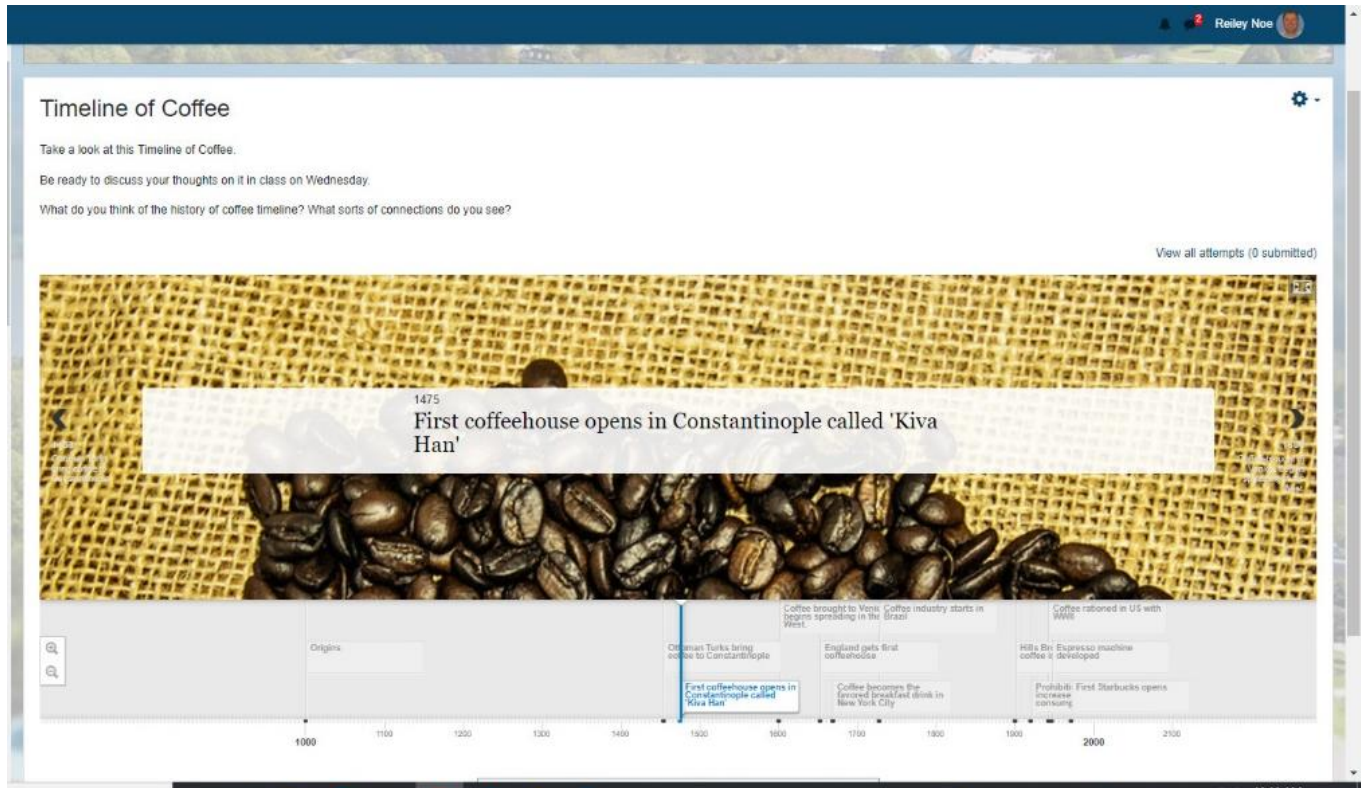 2
Reiley Noe
Timeline of Coffee
Take a look at this Timeline of Coffee.
Be ready to discuss your thoughts on it in class on Wednesday.
What do you think of the history of coffee timeline? What sorts of connections do you see?
View all attempts (0 submitted)
1475
First coffeehouse opens in Constantinople called 'Kiva
Han'
Coffee brought to
begins spreading in
West.
Coffee industry starts in
Brazil
Coffee rationed in US with
Origins
Turks bring
to Constantinople
England gets first
coffeehouse
Hills
coffee
Espresso machine
developed
First coffeehouse opens in
Constantinople called
'Kiva Han'
Coffee becomes the
favored breakfast drink in
New York City
increase
First Starbucks opens
1000
1100
1200
1300
1400
1500
1600
1700
1800
1900
2000
2100